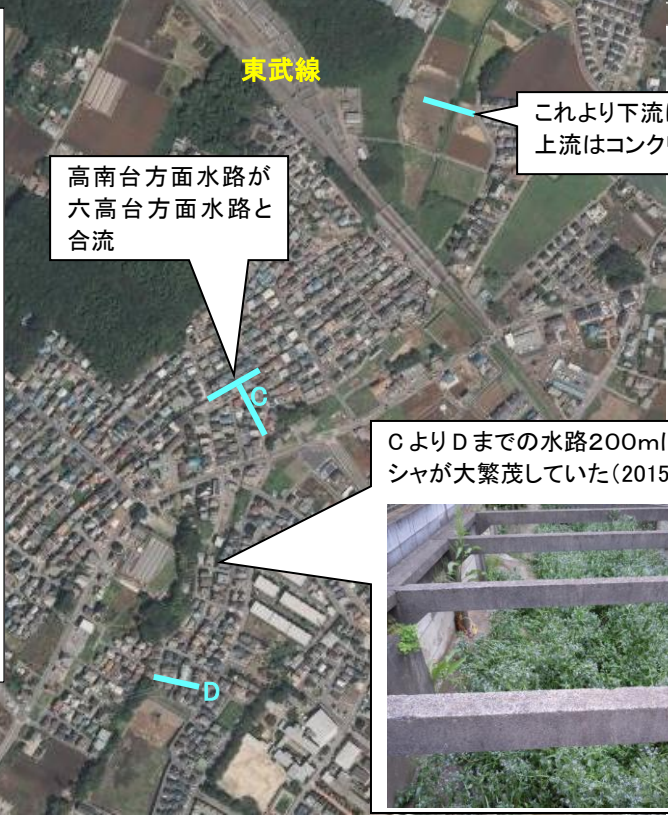 東武線
これより下流に
上流はコンクリ
高南台方面水路が
六高台方面水路と
合流
C
CよりDまでの水路200mに
シャが大繁茂していた(2015
D